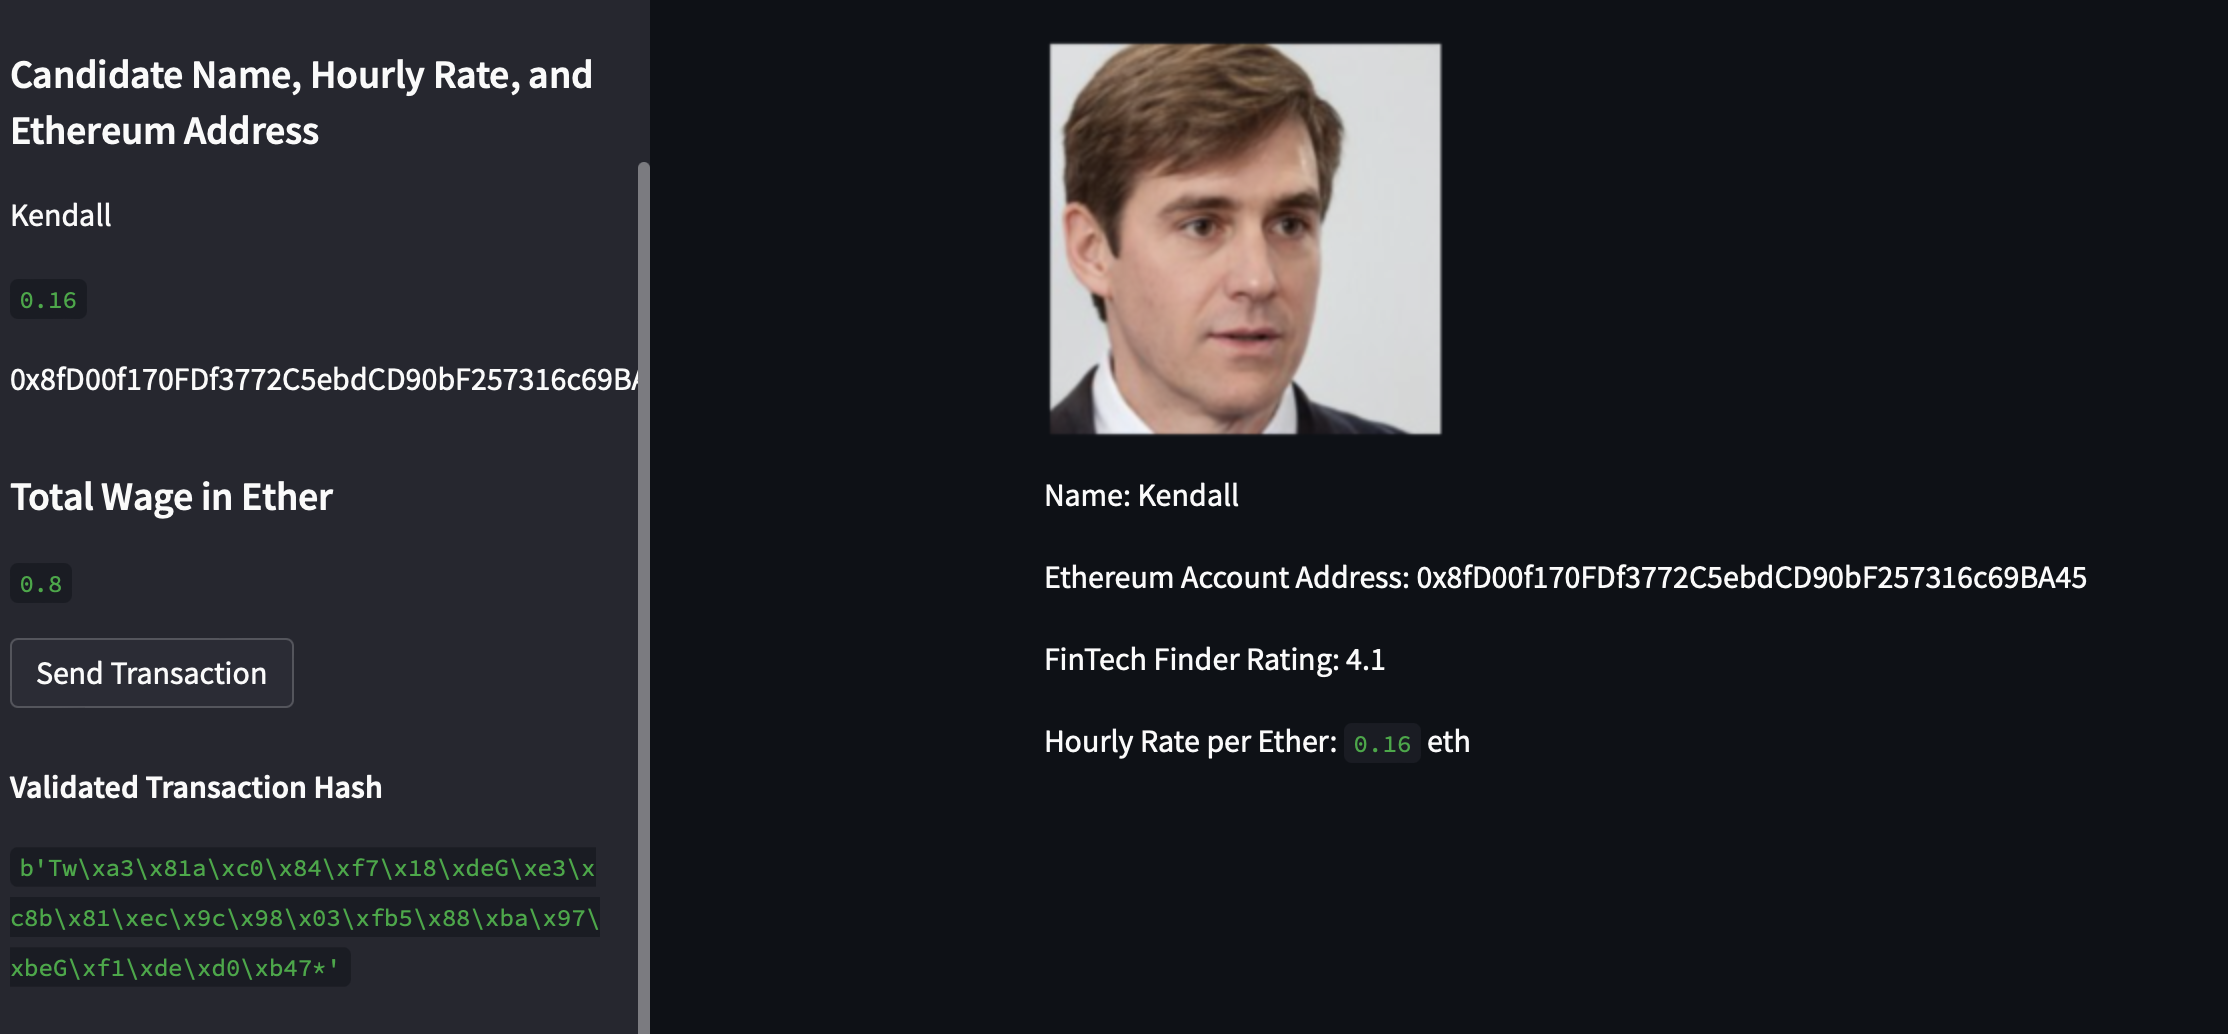 Candidate Name, Hourly Rate, and
Ethereum Address
Kendall
0.16
0x8fD00f170FDf3772C5ebdCD90bF257316c69BA
Total Wage in Ether
0.8
Send Transaction
Validated Transaction Hash
b'Tw\xa3\x81a\xc0\x84\xf7\x18\xdeG\xe3\x
c8b\x81\xec\x9c\x98\x03\xfb5\x88\xba\x97\
xbeG\xf1\xde\xd0\xb47*'
Name: Kendall
Ethereum Account Address: 0x8fD00f170FDf3772C5ebdCD90bF257316c69BA45
FinTech Finder Rating: 4.1
Hourly Rate per Ether: 0.16 eth